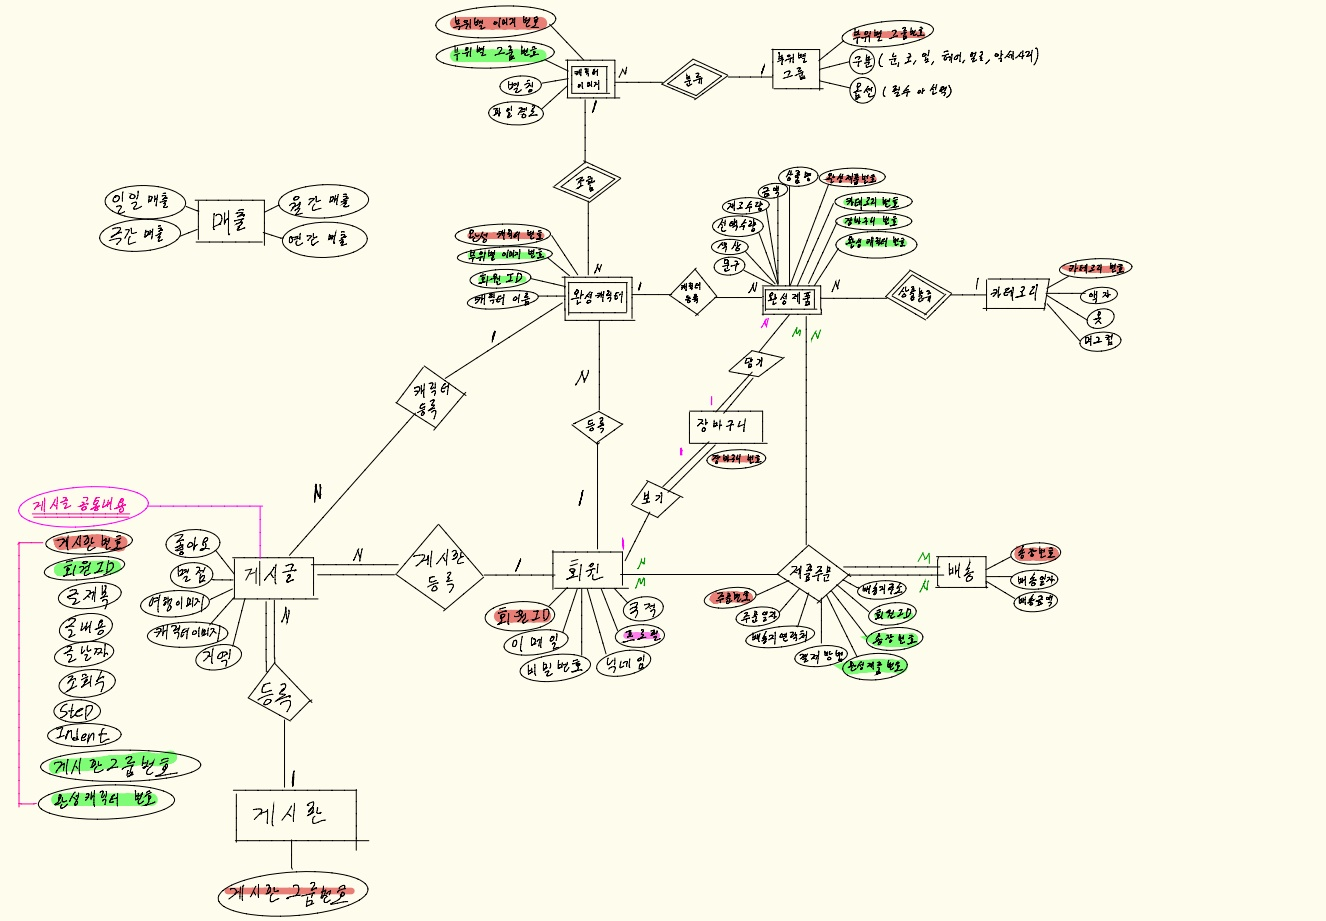 부위별 이미지 번호
부위별 그룹 번호
별칭
파일경로
캐릭터
이미지
N
분류
1
부위별
그룹
부위별 그룹번호
구분 (눈, 코, 입, 헤어, 얼굴, 악세사리)
옵션 (필수 or 선택)
1
조합
N
일일 매출
주간 매출
매출
월간 매출
연간 매출
완성 캐릭터 번호
부위별 이미지 번호
회원 ID
캐릭터 이름
완성캐릭터
1
캐릭터
등록
N
상품명
금액
재고수량
선택수량
색상
문구
완성제품번호
카테고리 번호
장바구니 번호
완성 캐릭터 번호
완성제품
N
상품분류
1
카테고리
카테고리 번호
액자
옷
머그컵
N
M
N
담기
1
장바구니
1
장바구니 번호
보기
1
1
캐릭터
등록
N
N
등록
1
게시글 공통내용
게시판 번호
회원 ID
글제목
글내용
글날짜
조회수
Step
Indent
게시판그룹번호
완성캐릭터 번호
좋아요
별점
여행이미지
캐릭터이미지
지역
게시글
N
게시판
등록
1
회원
N
M
회원 ID
이메일
비밀번호
닉네임
프로필
국적
제품주문
주문번호
주문일자
배송지연락처
결제방법
배송지주소
회원ID
송장번호
완성제품번호
M
N
배송
송장번호
배송일자
배송금액
N
등록
1
게시판
게시판 그룹번호